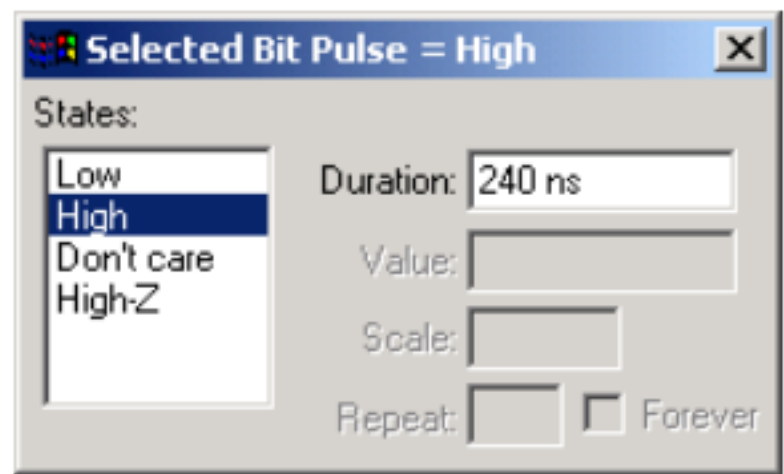 Selected Bit Pulse = High
States:
Low
High
Don't care
High-Z
Duration: 240 ns
Value:
Scale:
Repeat: Forever